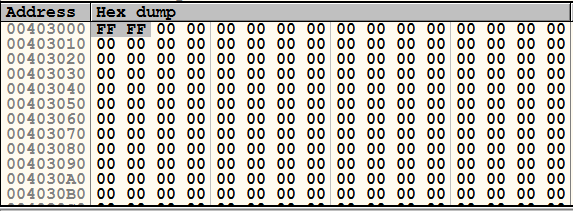 Address Hex dump
00403000 FF FF 00 00 00 00 00 00 00 00 00 00 00 00 00 00
00403010 00 00 00 00 00 00 00 00 00 00 00 00 00 00 00 00
00403020 00 00 00 00 00 00 00 00 00 00 00 00 00 00 00 00
00403030 00 00 00 00 00 00 00 00 00 00 00 00 00 00 00 00
00403040 00 00 00 00 00 00 00 00 00 00 00 00 00 00 00 00
00403050 00 00 00 00 00 00 00 00 00 00 00 00 00 00 00 00
00403060 00 00 00 00 00 00 00 00 00 00 00 00 00 00 00 00
00403070 00 00 00 00 00 00 00 00 00 00 00 00 00 00 00 00
00403080 00 00 00 00 00 00 00 00 00 00 00 00 00 00 00 00
00403090 00 00 00 00 00 00 00 00 00 00 00 00 00 00 00 00
004030A0 00 00 00 00 00 00 00 00 00 00 00 00 00 00 00 00
004030B0 00 00 00 00 00 00 00 00 00 00 00 00 00 00 00 00